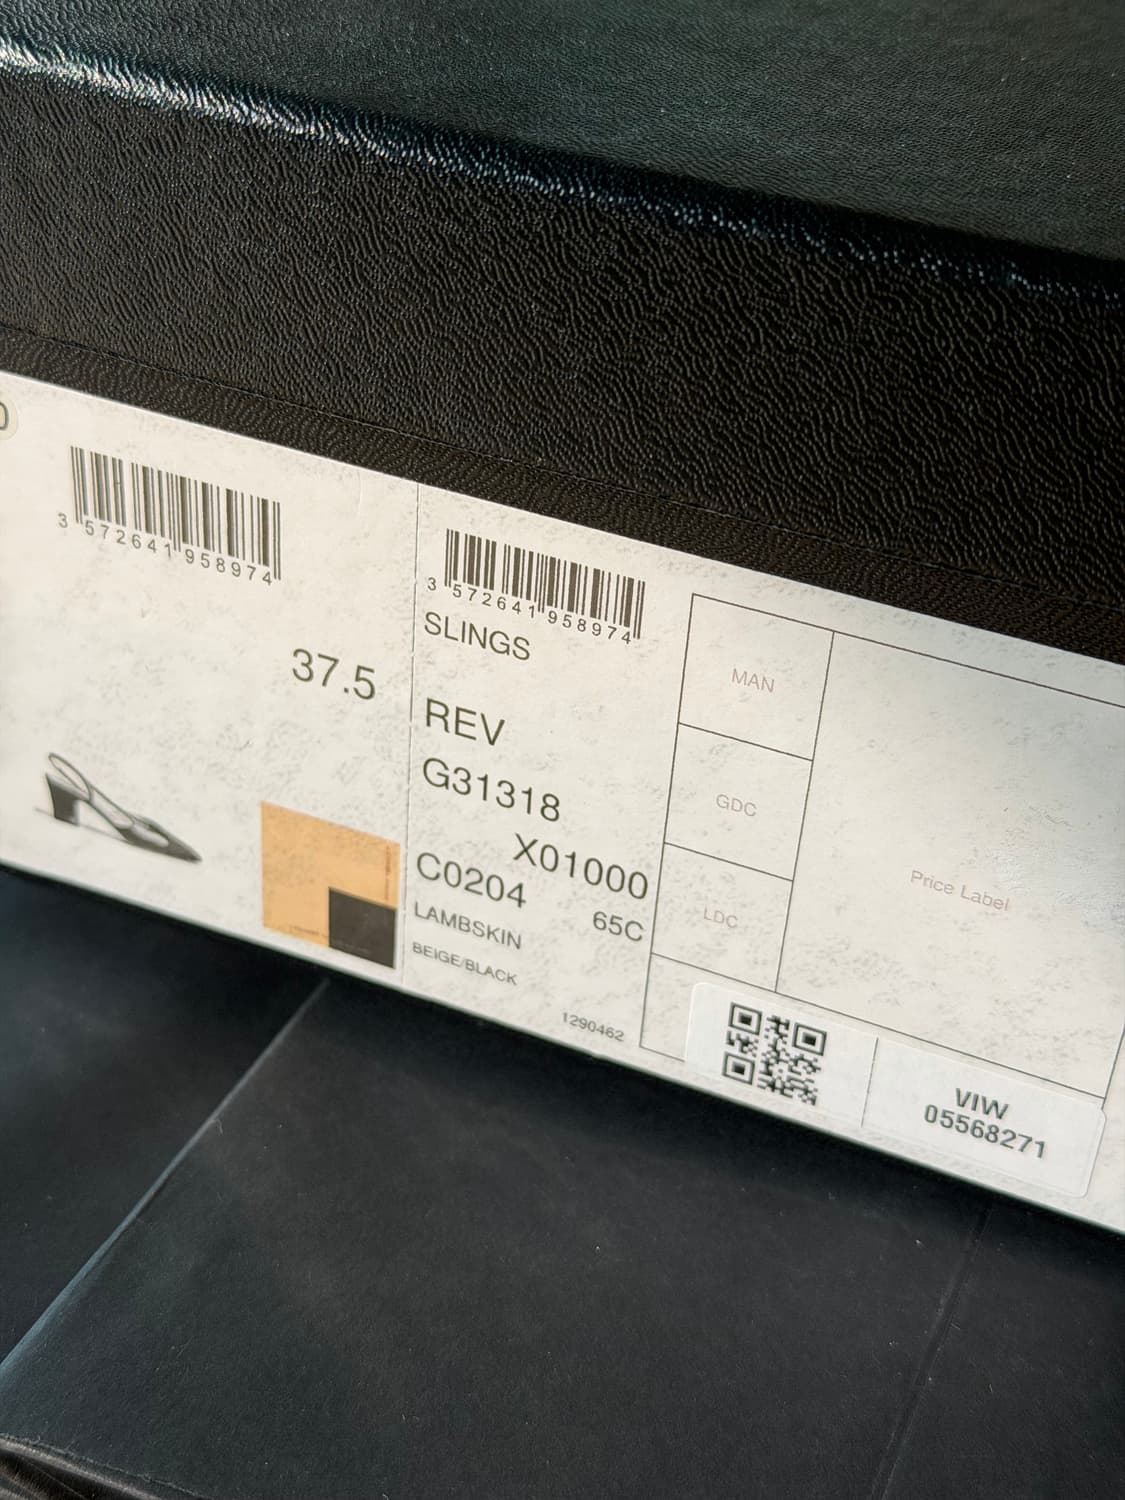 3 572641 958974
37.5
3 572641 958974
SLINGS
REV
G31318
X01000
C0204
65C
LAMBSKIN
BEIGE/BLACK
1290462
MAN
GDC
LDC
Price Label
VIW
05568271